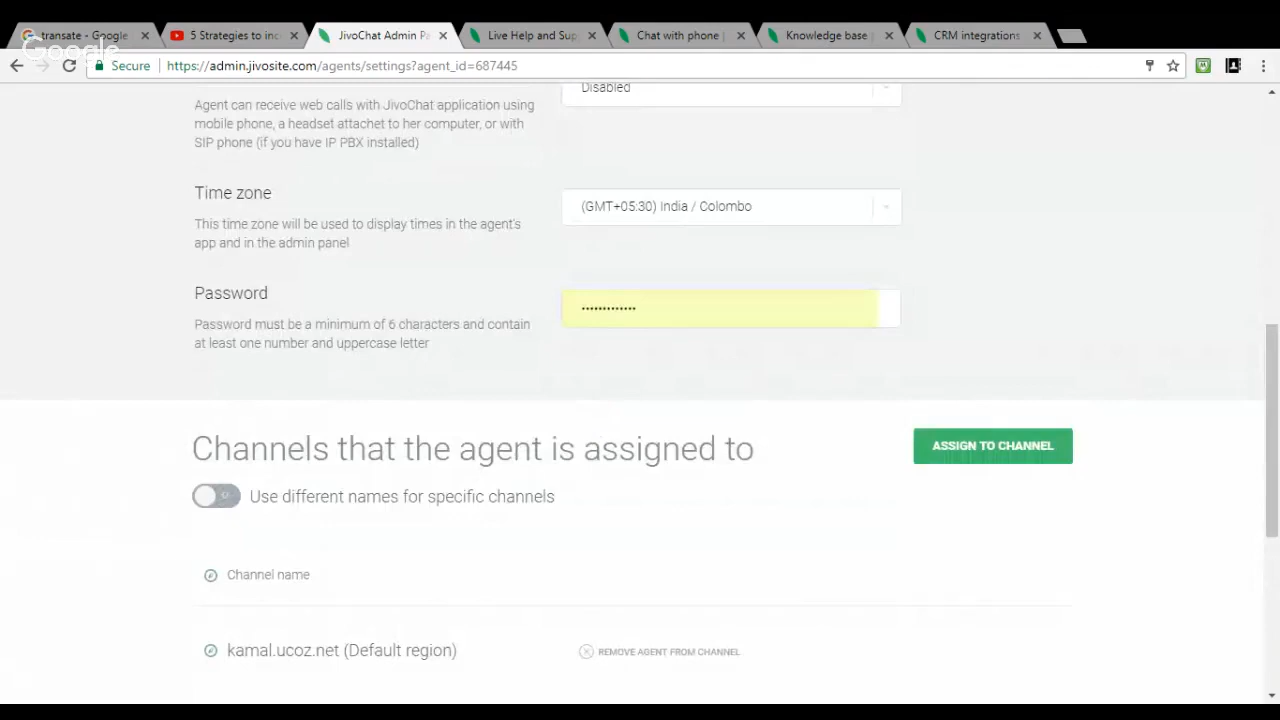 transate - Google
5 Strategies to inc
JivoChat Admin Pa
Live Help and Sup
Chat with phone
Knowledge base
CRM integrations
Google
Secure
https://admin.jivosite.com/agents/settings?agent_id=687445
Disabled
Agent can receive web calls with JivoChat application using
mobile phone, a headset attachet to her computer, or with
SIP phone (if you have IP PBX installed)
Time zone
(GMT+05:30) India / Colombo
This time zone will be used to display times in the agent's
app and in the admin panel
Password
•••••••••••••
Password must be a minimum of 6 characters and contain
at least one number and uppercase letter
Channels that the agent is assigned to
ASSIGN TO CHANNEL
Use different names for specific channels
Channel name
kamal.ucoz.net (Default region)
REMOVE AGENT FROM CHANNEL